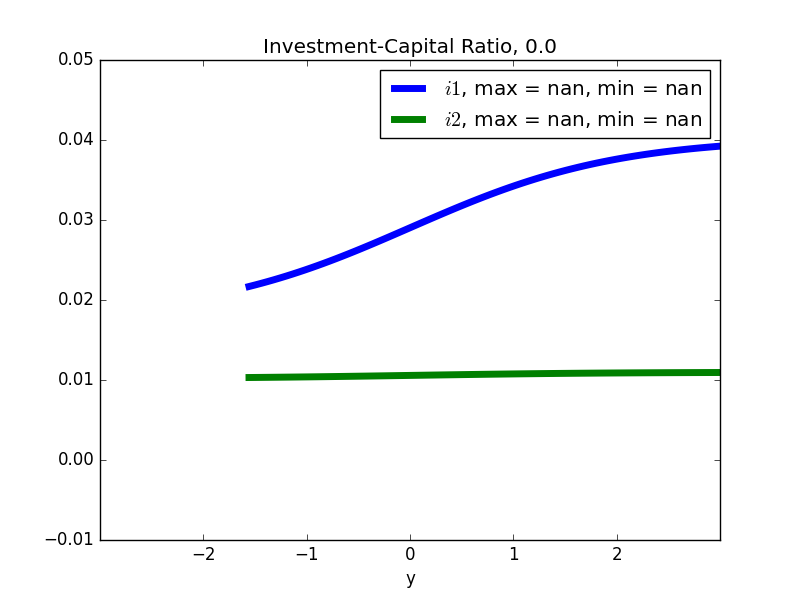 Investment-Capital Ratio, 0.0
i1, max = nan, min = nan
i2, max = nan, min = nan
0.05
0.04
0.03
0.02
0.01
0.00
−0.01
−2 −1 0 1 2
y